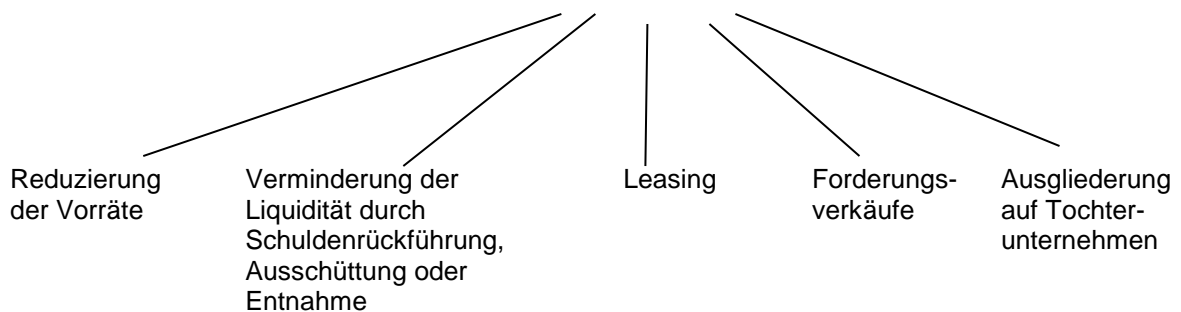 Reduzierung
der Vorräte
Verminderung der
Liquidität durch
Schuldenrückführung,
Ausschüttung oder
Entnahme
Leasing
Forderungs-
verkäufe
Ausgliederung
auf Tochter-
unternehmen